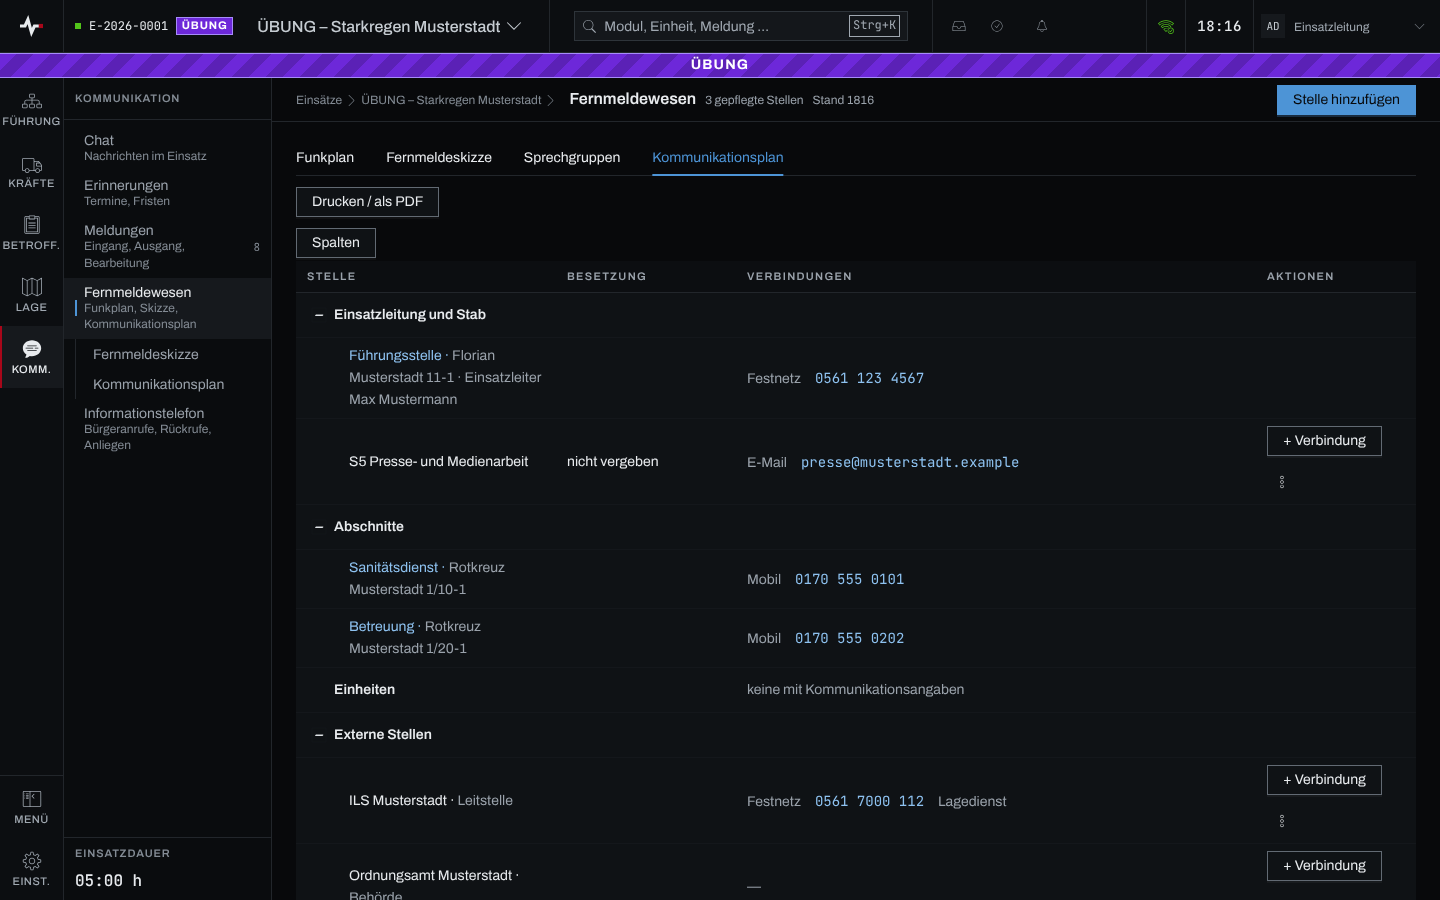 E-2026-0001 ÜBUNG ÜBUNG – Starkregen Musterstadt
Modul, Einheit, Meldung ... Strg+K
18:16 AD Einsatzleitung
ÜBUNG
FÜHRUNG
KRÄFTE
BETROFF.
LAGE
KOMM.
MENÜ
EINST.
KOMMUNIKATION
Chat
Nachrichten im Einsatz
Erinnerungen
Termine, Fristen
Meldungen
Eingang, Ausgang,
Bearbeitung
8
Fernmeldewesen
Funkplan, Skizze,
Kommunikationsplan
Fernmeldeskizze
Kommunikationsplan
Informationstelefon
Bürgeranrufe, Rückrufe,
Anliegen
EINSATZDAUER
05:00 h
Einsätze ÜBUNG – Starkregen Musterstadt Fernmeldewesen 3 gepflegte Stellen Stand 1816
Stelle hinzufügen
Funkplan Fernmeldeskizze Sprechgruppen Kommunikationsplan
Drucken / als PDF
Spalten
STELLE BESETZUNG VERBINDUNGEN AKTIONEN
– Einsatzleitung und Stab
Führungsstelle · Florian
Musterstadt 11-1 · Einsatzleiter
Max Mustermann
Festnetz 0561 123 4567
S5 Presse- und Medienarbeit nicht vergeben E-Mail presse@musterstadt.example
+ Verbindung
– Abschnitte
Sanitätsdienst · Rotkreuz
Musterstadt 1/10-1
Mobil 0170 555 0101
Betreuung · Rotkreuz
Musterstadt 1/20-1
Mobil 0170 555 0202
Einheiten keine mit Kommunikationsangaben
– Externe Stellen
ILS Musterstadt · Leitstelle Festnetz 0561 7000 112 Lagedienst
+ Verbindung
Ordnungsamt Musterstadt ·
Behörde
—
+ Verbindung